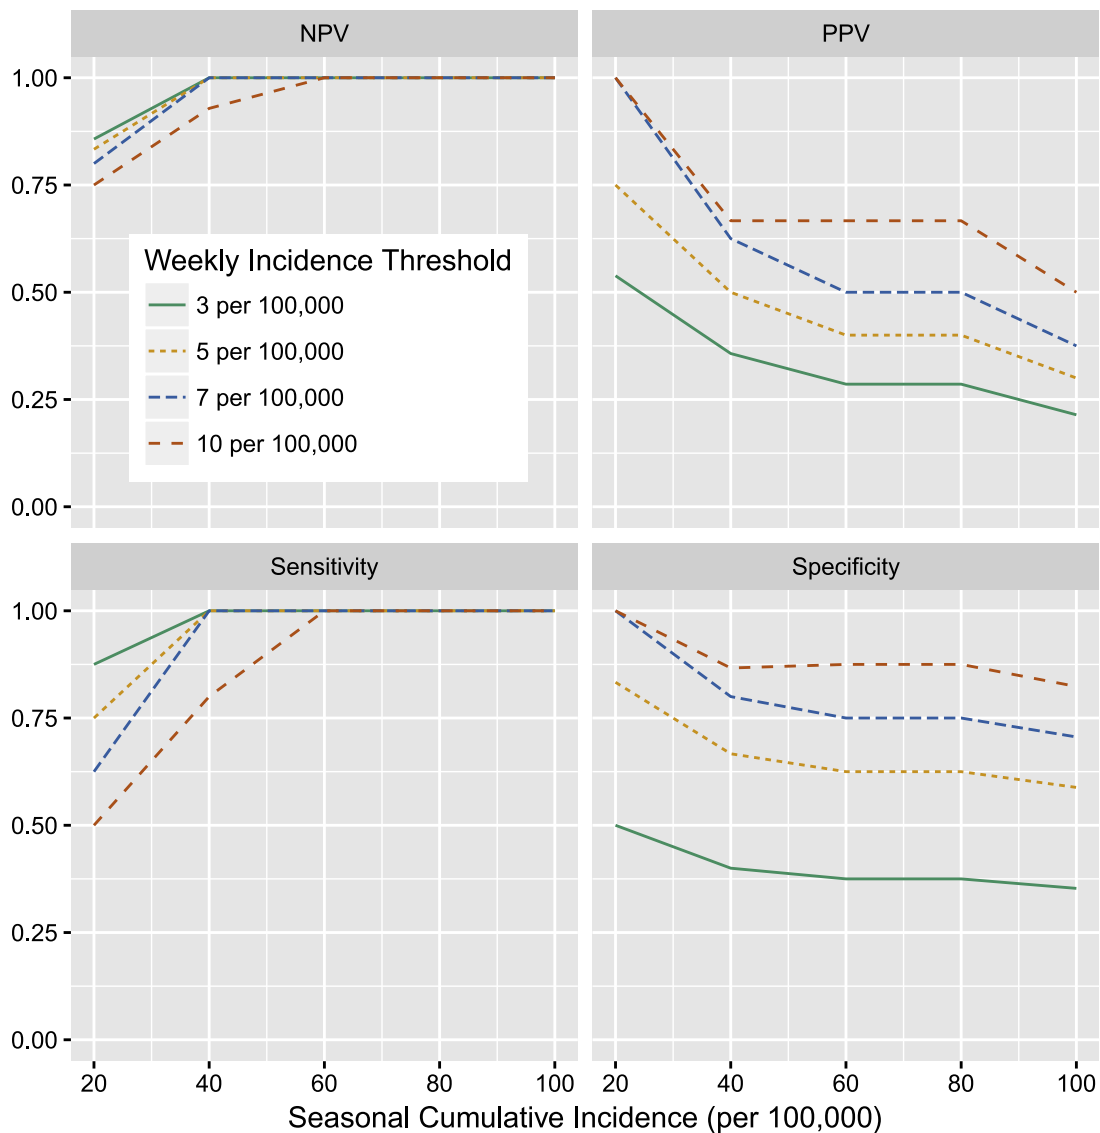 NPV
PPV
1.00
0.75
0.50
0.25
0.00
Weekly Incidence Threshold
3 per 100,000
5 per 100,000
7 per 100,000
10 per 100,000
Sensitivity
Specificity
1.00
0.75
0.50
0.25
0.00
20 40 60 80 100
20 40 60 80 100
Seasonal Cumulative Incidence (per 100,000)